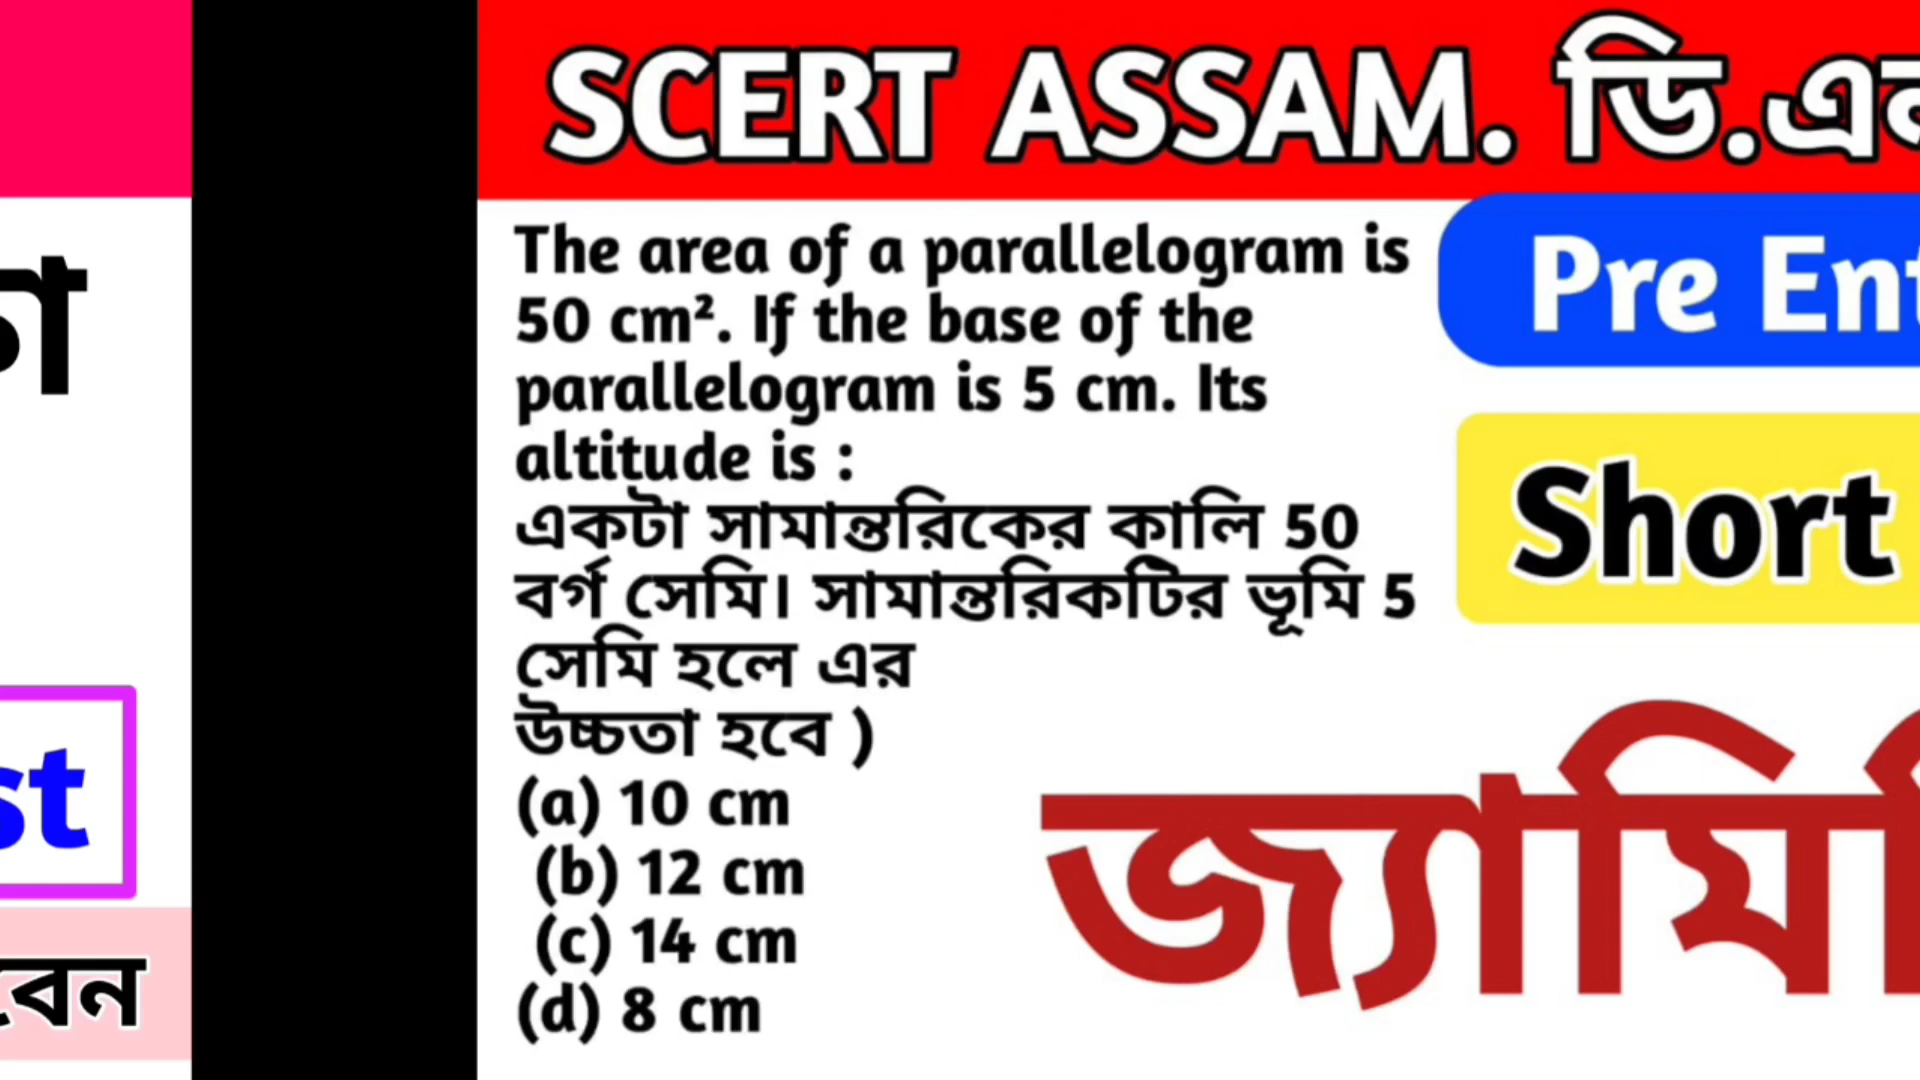 SCERT ASSAM. ডি.এল
The area of a parallelogram is
50 cm². If the base of the
parallelogram is 5 cm. Its
altitude is :
একটা সামান্তৰিকের কালি 50
বর্গ সেমি। সামান্তরিকটির ভূমি 5
সেমি হলে এর
উচ্চতা হবে )
(a) 10 cm
(b) 12 cm
(c) 14 cm
(d) 8 cm
Pre Ent
Short
জ্যামি
st
বেন